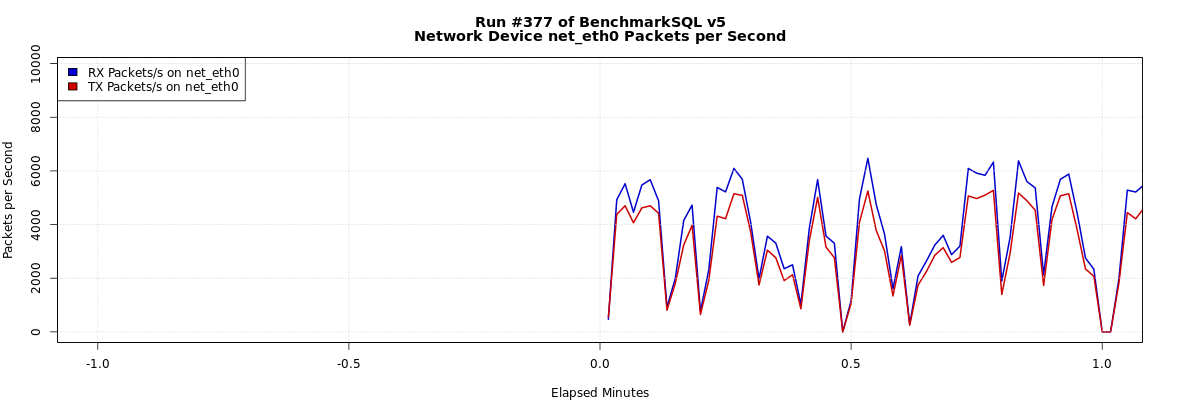 Run #377 of BenchmarkSQL v5
Network Device net_eth0 Packets per Second
RX Packets/s on net_eth0
TX Packets/s on net_eth0
Packets per Second
10000
8000
6000
4000
2000
0
-1.0
-0.5
0.0
0.5
1.0
Elapsed Minutes